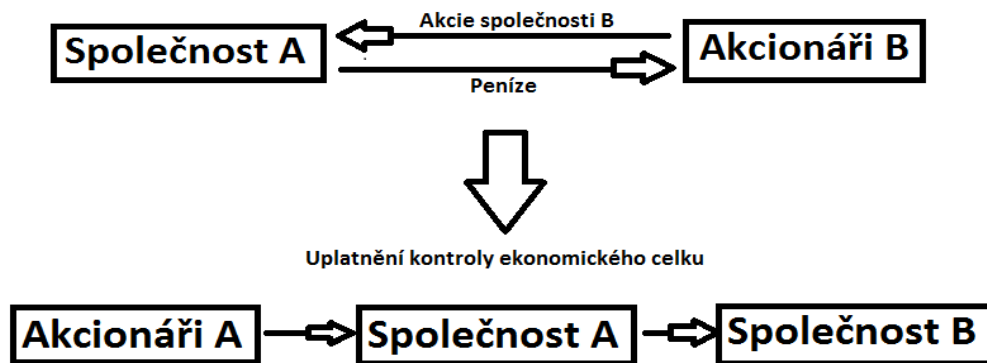 Akcie společnosti B
Společnost A
Akcionáři B
Peníze
Uplatnění kontroly ekonomického celku
Akcionáři A
Společnost A
Společnost B